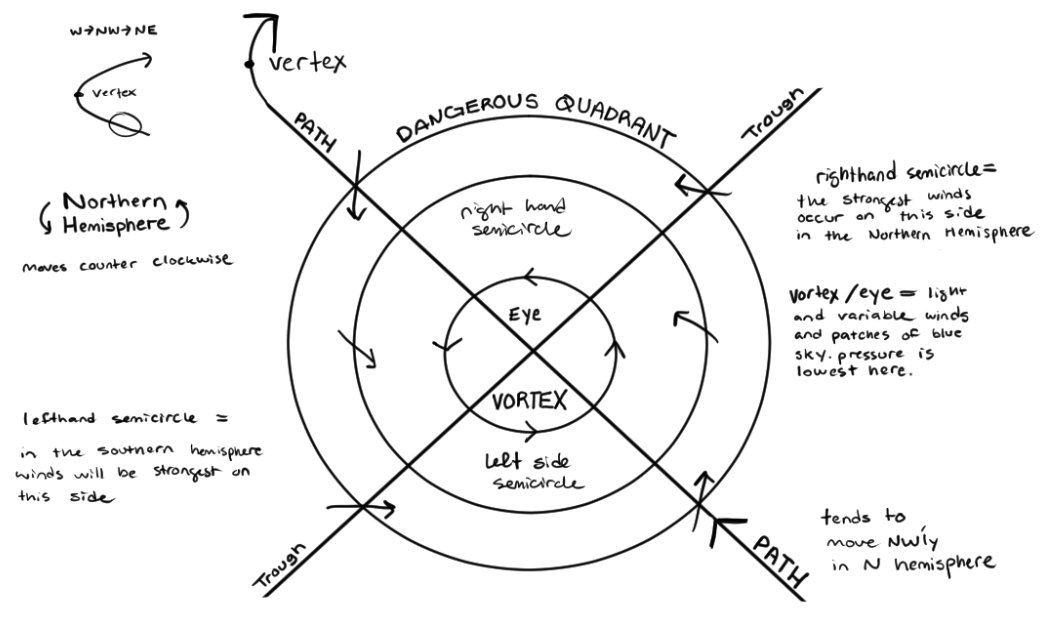 W→NW→NE
vertex
vertex
PATH
DANGEROUS QUADRANT
Trough
Northern
Hemisphere
moves counter clockwise
right hand
semicircle
righthand semicircle=
the strongest winds
occur on this side
in the Northern Hemisphere
Eye
vortex/eye = light
and variable winds
and patches of blue
sky. pressure is
lowest here.
VORTEX
lefthand semicircle =
in the southern hemisphere
winds will be strongest on
this side
left side
semicircle
Trough
PATH
tends to
move NW'ly
in N hemisphere